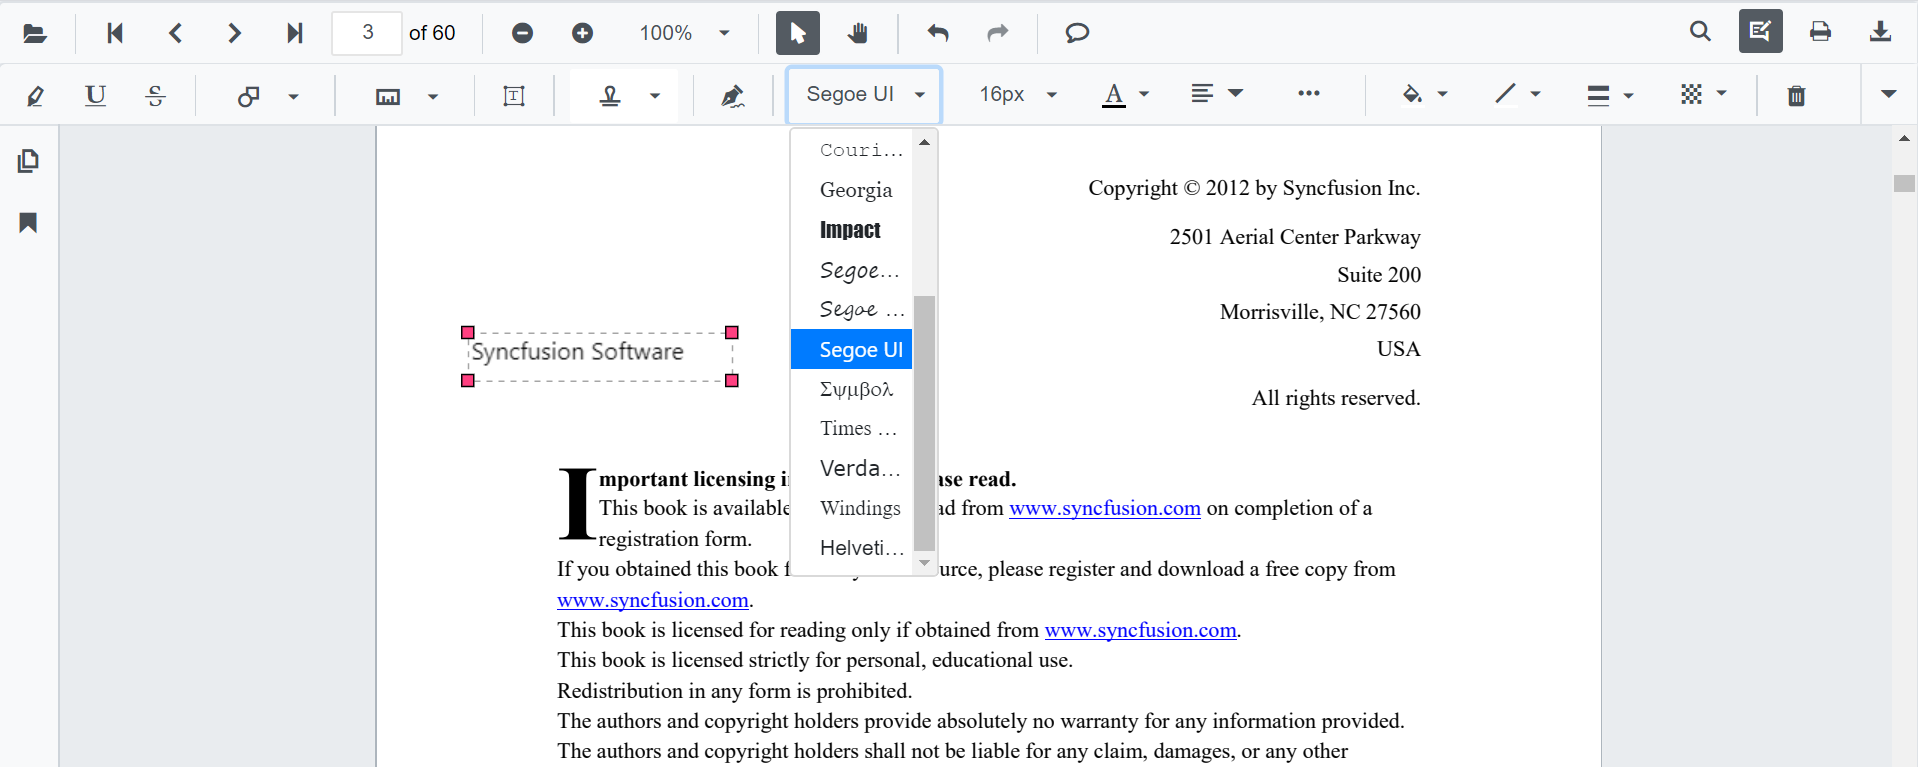 3 of 60 100%
Segoe UI 16px
Couri...
Georgia
Impact
Segoe...
Segoe ...
Segoe UI
Σψμβολ
Times ...
Verda...
Windings
Helveti...
Copyright © 2012 by Syncfusion Inc.
2501 Aerial Center Parkway
Suite 200
Morrisville, NC 27560
USA
All rights reserved.
Syncfusion Software
Important licensing ase read.
This book is available ad from www.syncfusion.com on completion of a
registration form.
If you obtained this book urce, please register and download a free copy from
www.syncfusion.com.
This book is licensed for reading only if obtained from www.syncfusion.com.
This book is licensed strictly for personal, educational use.
Redistribution in any form is prohibited.
The authors and copyright holders provide absolutely no warranty for any information provided.
The authors and copyright holders shall not be liable for any claim, damages, or any other